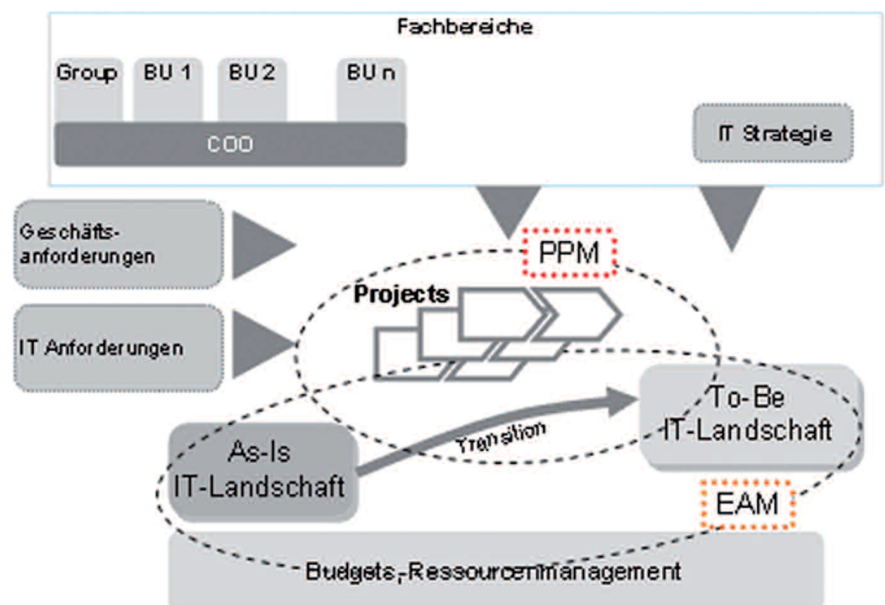 Fachbereiche
Group
BU 1
BU 2
BU n
COO
IT Strategie
Geschäfts-
anforderungen
PPM
Projects
IT Anforderungen
To-Be
IT-Landschaft
Transition
As-Is
IT-Landschaft
EAM
Budgets,-Ressourcenmanagement